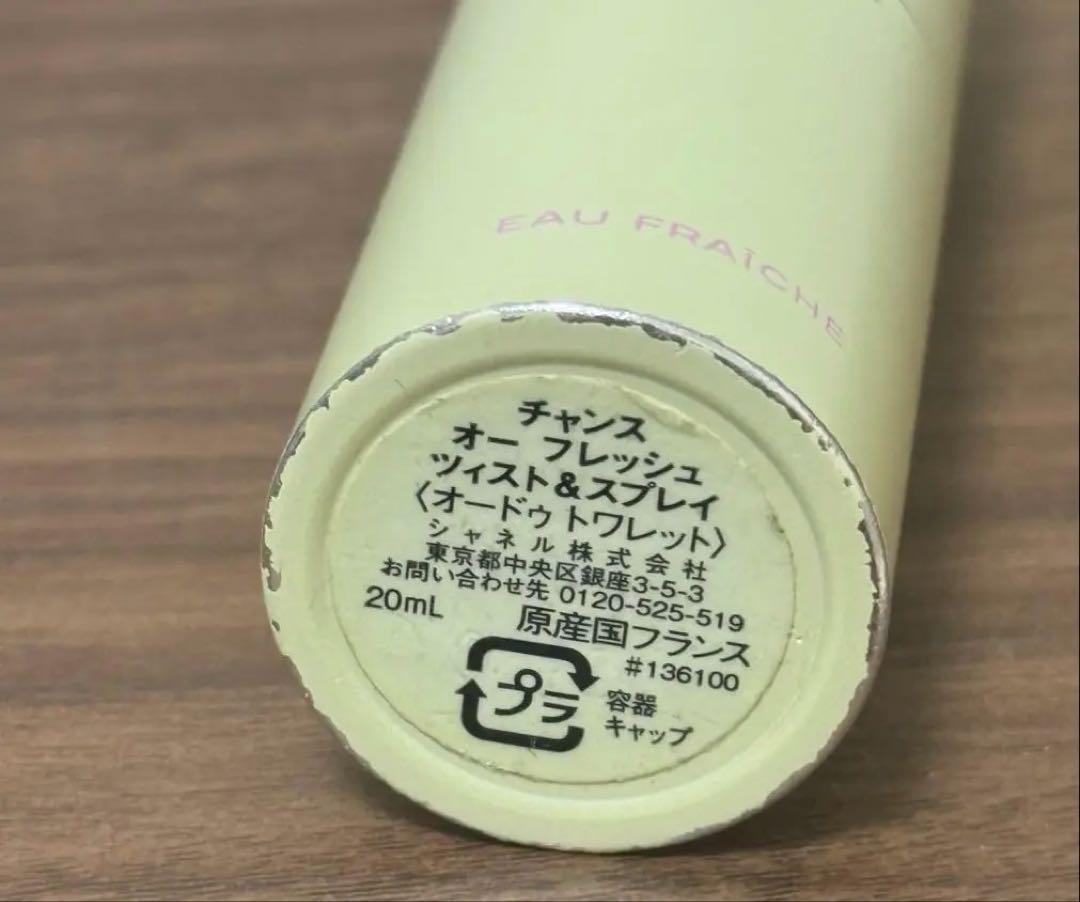 EAU FRAîCHE
チャンス
オー フレッシュ
ツィスト&スプレイ
〈オードゥ トワレット〉
シャネル株式会社
東京都中央区銀座3-5-3
お問い合わせ先 0120-525-519
20mL 原産国フランス
#136100
プラ 容器
キャップ